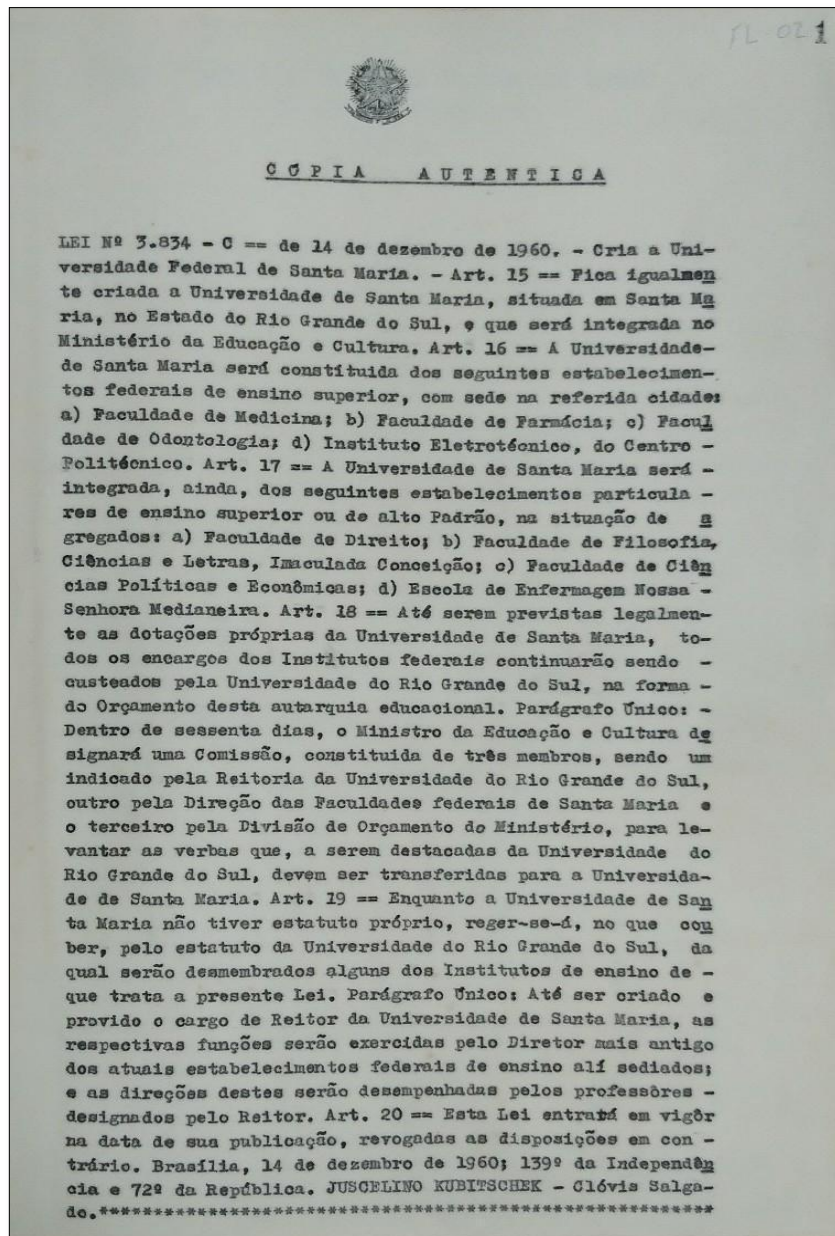 FL 02 1
CÓPIA AUTENTICA
LEI Nº 3.834 - C == de 14 de dezembro de 1960. - Cria a Uni-
versidade Federal de Santa Maria. - Art. 15 == Fica igualmen
te criada a Universidade de Santa Maria, situada em Santa Ma
ria, no Estado do Rio Grande do Sul, e que será integrada no
Ministério da Educação e Cultura. Art. 16 == A Universidade-
de Santa Maria será constituida dos seguintes estabelecimen-
tos federais de ensino superior, com sede na referida cidade:
a) Faculdade de Medicina; b) Faculdade de Farmácia; c) Facul
dade de Odontologia; d) Instituto Eletrotécnico, do Centro -
Politécnico. Art. 17 == A Universidade de Santa Maria será -
integrada, ainda, dos seguintes estabelecimentos particula -
res de ensino superior ou de alto Padrão, na situação de a
gregados: a) Faculdade de Direito; b) Faculdade de Filosofia,
Ciências e Letras, Imaculada Conceição; c) Faculdade de Ciên
cias Políticas e Econômicas; d) Escola de Enfermagem Nossa -
Senhora Medianeira. Art. 18 == Até serem previstas legalmen-
te as dotações próprias da Universidade de Santa Maria, to-
dos os encargos dos Institutos federais continuarão sendo -
custeados pela Universidade do Rio Grande do Sul, na forma -
do Orçamento desta autarquia educacional. Parágrafo Único: -
Dentro de sessenta dias, o Ministro da Educação e Cultura de
signará uma Comissão, constituida de três membros, sendo um
indicado pela Reitoria da Universidade do Rio Grande do Sul,
outro pela Direção das Faculdades federais de Santa Maria e
o terceiro pela Divisão de Orçamento do Ministério, para le-
vantar as verbas que, a serem destacadas da Universidade do
Rio Grande do Sul, devem ser transferidas para a Universida-
de de Santa Maria. Art. 19 == Enquanto a Universidade de San
ta Maria não tiver estatuto próprio, reger-se-á, no que cou
ber, pelo estatuto da Universidade do Rio Grande do Sul, da
qual serão desmembrados alguns dos Institutos de ensino de -
que trata a presente Lei. Parágrafo Único: Até ser criado e
provido o cargo de Reitor da Universidade de Santa Maria, as
respectivas funções serão exercidas pelo Diretor mais antigo
dos atuais estabelecimentos federais de ensino alí sediados;
e as direções destes serão desempenhadas pelos professôres -
designados pelo Reitor. Art. 20 == Esta Lei entrará em vigôr
na data de sua publicação, revogadas as disposições em con -
trário. Brasília, 14 de dezembro de 1960; 139º da Independên
cia e 72º da República. JUSCELINO KUBITSCHEK - Clóvis Salga-
do.*********************************************************